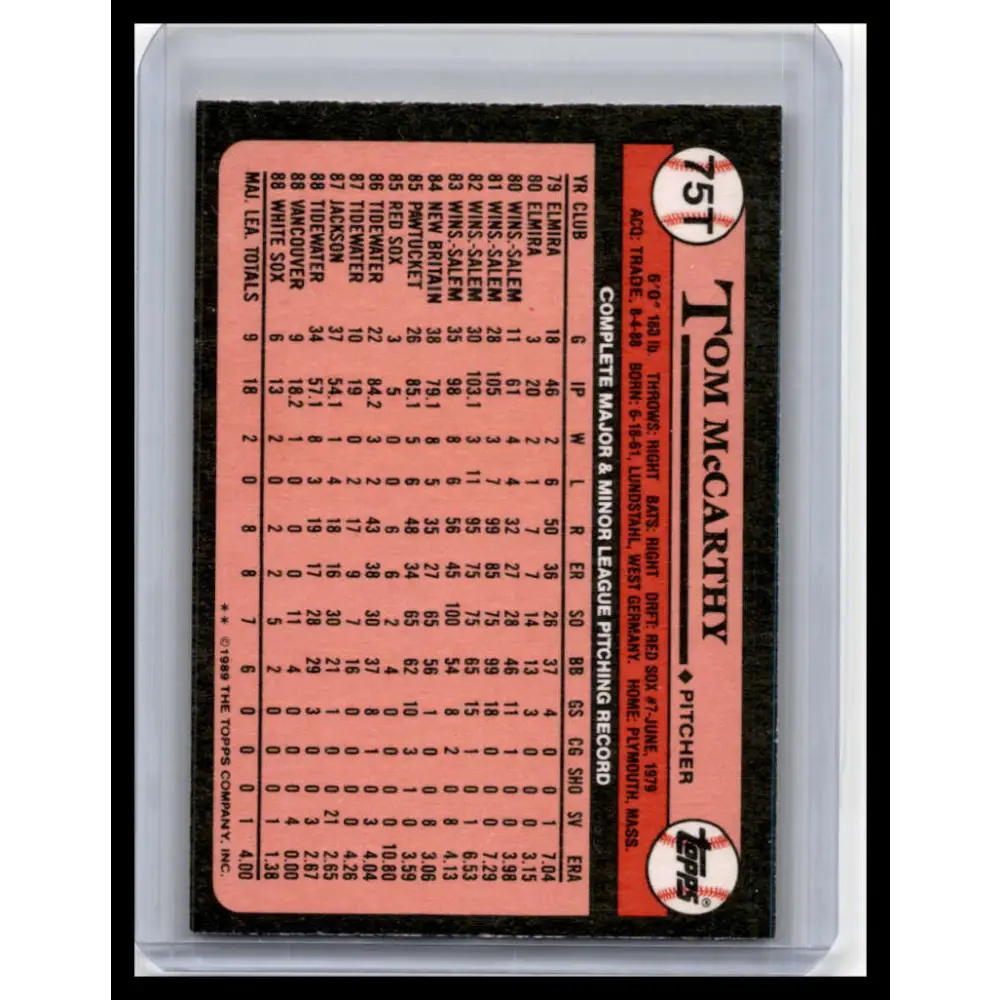 75T
TOM McCARTHY ♦ PITCHER
topps®
6'0" 183 lb. THROWS: RIGHT BATS: RIGHT DRFT: RED SOX #7-JUNE, 1979
ACQ: TRADE, 8-4-88 BORN: 6-18-61, LUNDSTAHL, WEST GERMANY. HOME: PLYMOUTH, MASS.
COMPLETE MAJOR & MINOR LEAGUE PITCHING RECORD
YR CLUB G IP W L R ER SO BB GS CG SHO SV ERA
79 ELMIRA 18 46 2 6 50 36 26 37 4 0 0 1 7.04
80 ELMIRA 3 20 2 1 7 7 14 13 3 0 0 0 3.15
80 WINS.-SALEM 11 61 4 4 32 27 28 46 11 1 0 0 3.98
81 WINS.-SALEM 28 105 3 7 99 85 75 99 18 0 0 0 7.29
82 WINS.-SALEM 30 103.1 3 11 95 75 75 65 15 1 0 1 6.53
83 WINS.-SALEM 35 98 8 6 56 45 100 54 8 2 0 8 4.13
84 NEW BRITAIN 38 79.1 8 5 35 27 65 56 1 0 0 8 3.06
85 PAWTUCKET 26 85.1 5 6 48 34 65 62 10 3 1 0 3.59
85 RED SOX 3 5 0 0 6 6 2 4 0 0 0 0 10.80
86 TIDEWATER 22 84.2 3 2 43 38 30 37 8 1 0 3 4.04
87 TIDEWATER 10 19 0 2 17 9 7 16 0 0 0 0 4.26
87 JACKSON 37 54.1 1 4 18 16 30 21 1 0 0 21 2.65
88 TIDEWATER 34 57.1 8 3 19 17 28 29 3 0 0 3 2.67
88 VANCOUVER 9 18.2 1 0 0 0 11 4 0 0 0 4 0.00
88 WHITE SOX 6 13 2 0 2 2 5 2 0 0 0 1 1.38
MAJ. LEA. TOTALS 9 18 2 0 8 8 7 6 0 0 0 1 4.00
** ©1989 THE TOPPS COMPANY, INC.